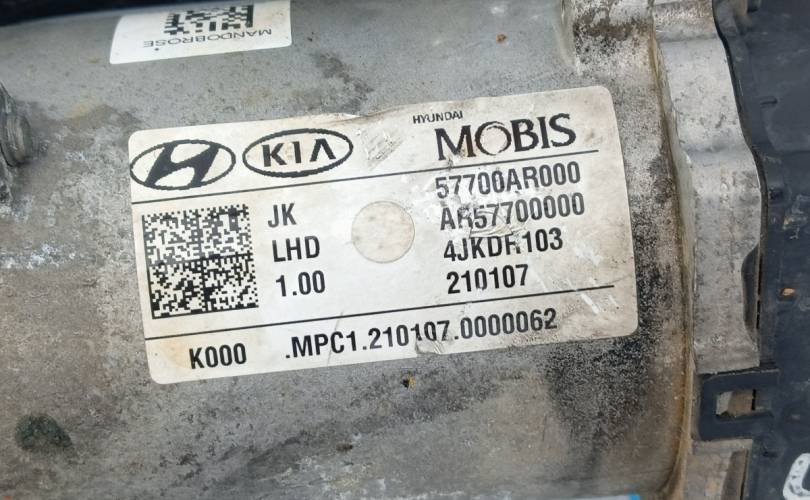 MANDOBROSE
KIA
HYUNDAI
MOBIS
57700AR000
JK
AR57700000
LHD
4JKDR103
1.00
210107
K000 .MPC1.210107.0000062